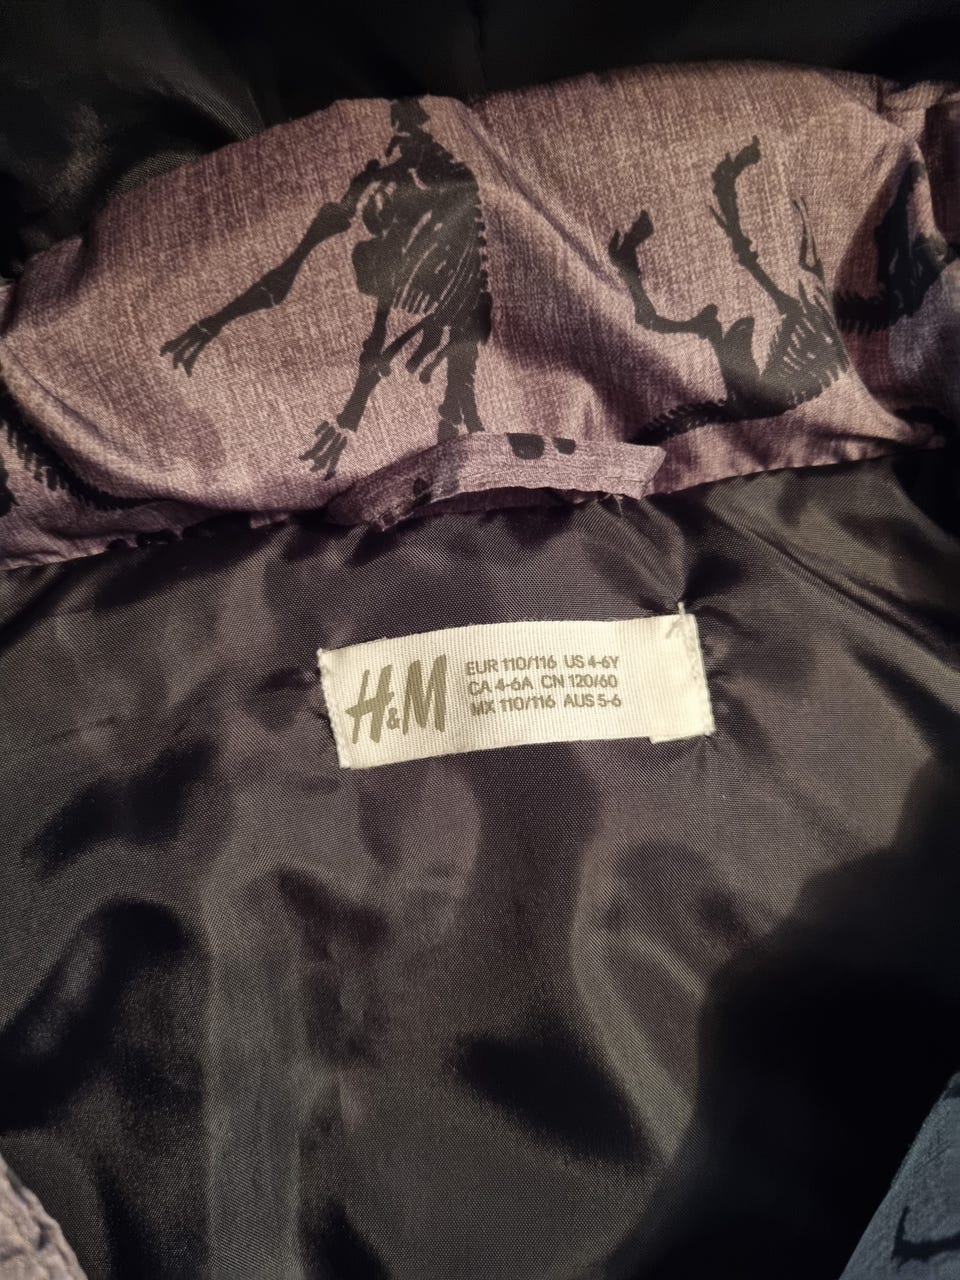 H&M
EUR 110/116 US 4-6Y
CA 4-6A CN 120/60
MX 110/116 AUS 5-6